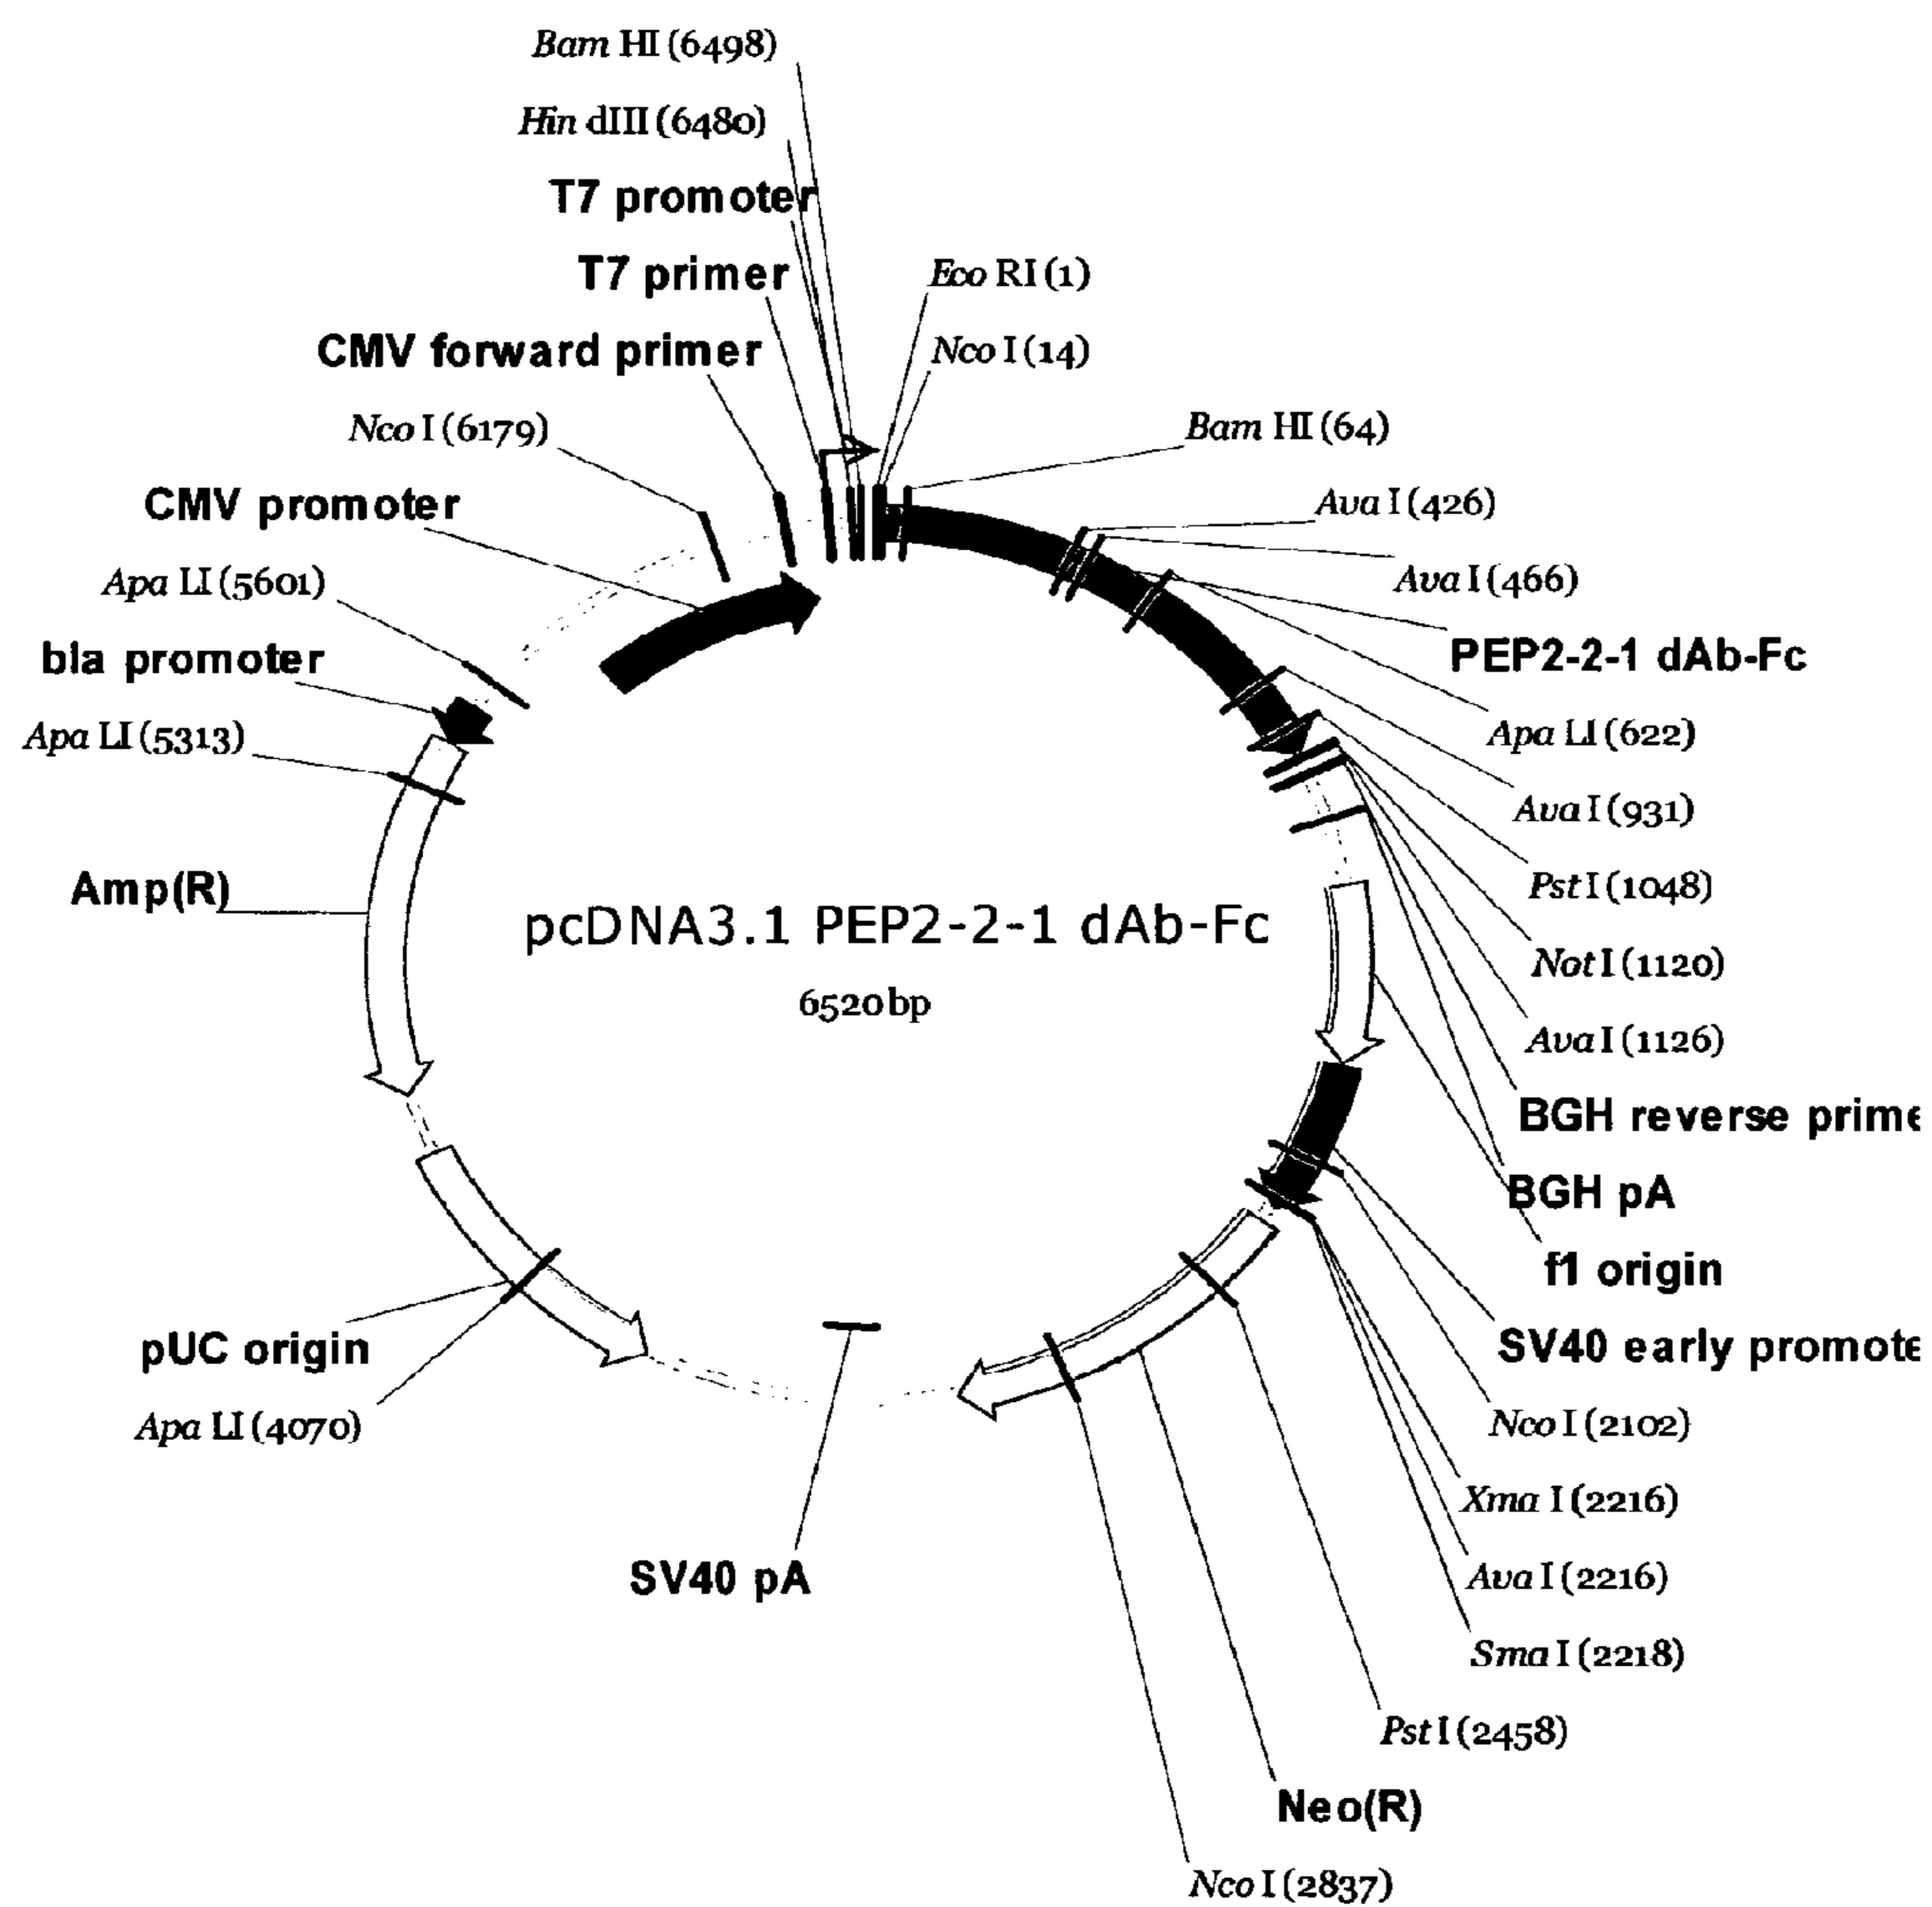 Bam HI (6498)
Hin dIII (6480)
T7 promoter
T7 primer
CMV forward primer
Nco I (6179)
CMV promoter
Apa LI (5601)
bla promoter
Apa LI (5313)
Amp(R)
pUC origin
Apa LI (4070)
SV40 pA
pcDNA3.1 PEP2-2-1 dAb-Fc
6520 bp
Eco RI (1)
Nco I (14)
Bam HI (64)
Ava I (426)
Ava I (466)
PEP2-2-1 dAb-Fc
Apa LI (622)
Ava I (931)
Pst I (1048)
Not I (1120)
Ava I (1126)
BGH reverse prime
BGH pA
f1 origin
SV40 early promote
Nco I (2102)
Xma I (2216)
Ava I (2216)
Sma I (2218)
Pst I (2458)
Neo(R)
Nco I (2837)